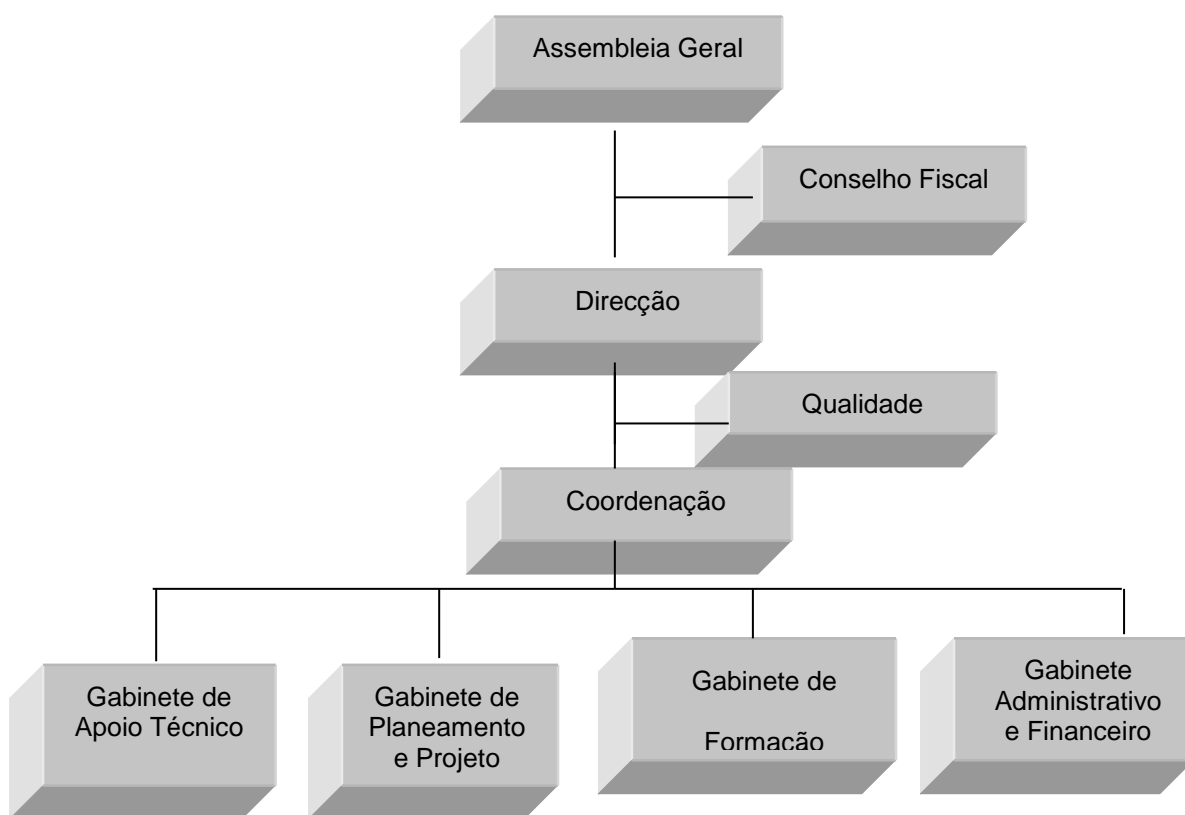 Assembleia Geral
Conselho Fiscal
Direcção
Qualidade
Coordenação
Gabinete de
Apoio Técnico
Gabinete de
Planeamento
e Projeto
Gabinete de
Formação
Gabinete
Administrativo
e Financeiro